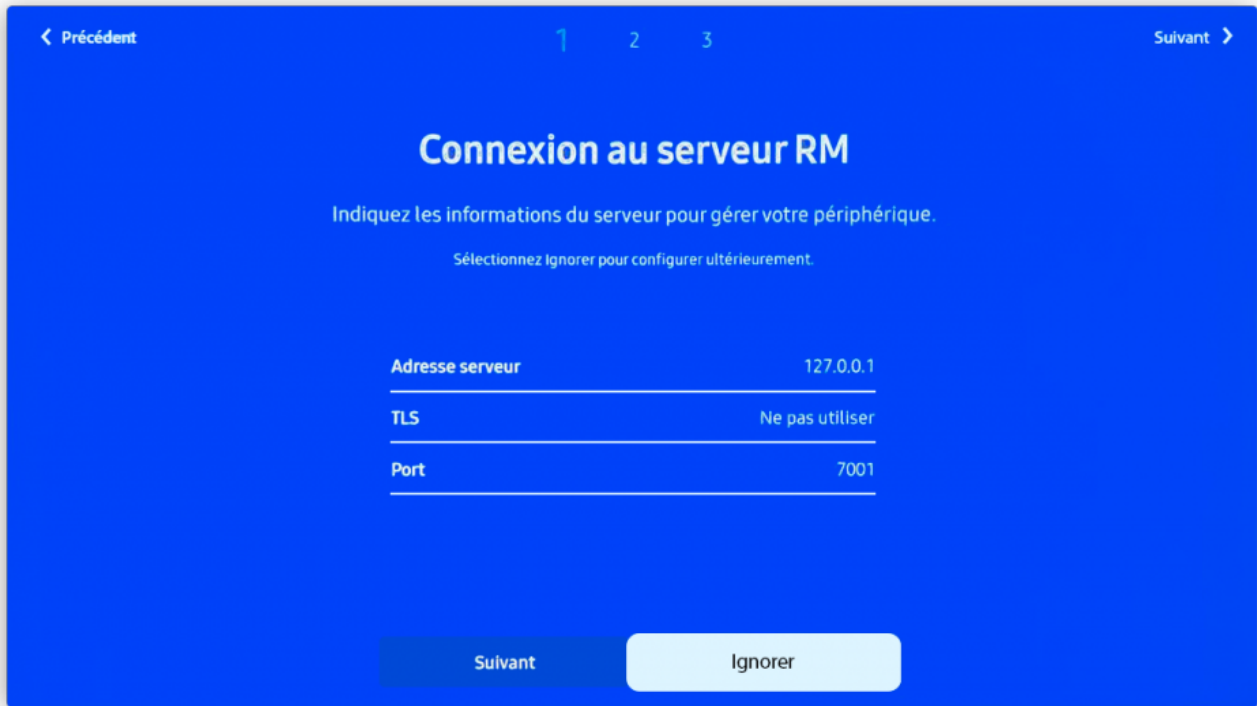 Précédent
1 2 3
Suivant
Connexion au serveur RM
Indiquez les informations du serveur pour gérer votre périphérique.
Sélectionnez Ignorer pour configurer ultérieurement.
Adresse serveur 127.0.0.1
TLS Ne pas utiliser
Port 7001
Suivant Ignorer